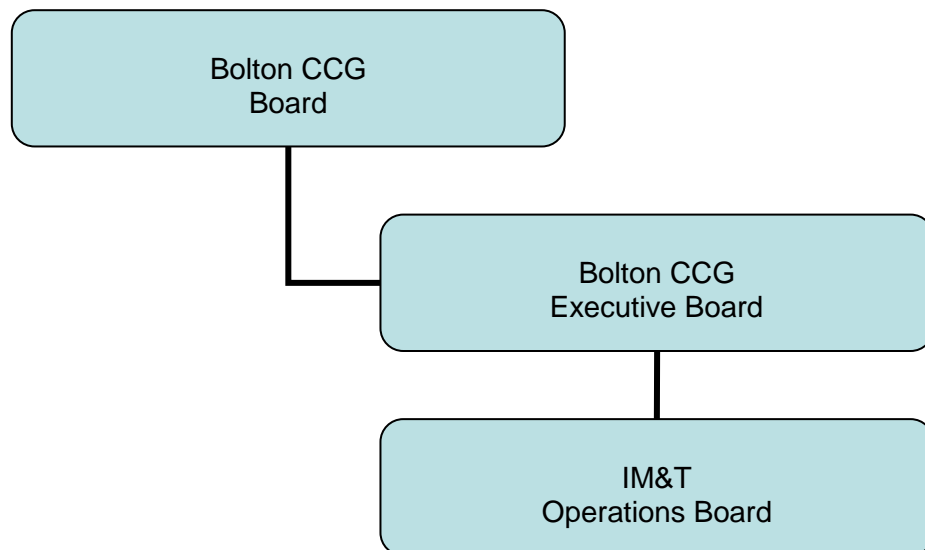 Bolton CCG
Board
Bolton CCG
Executive Board
IM&T
Operations Board